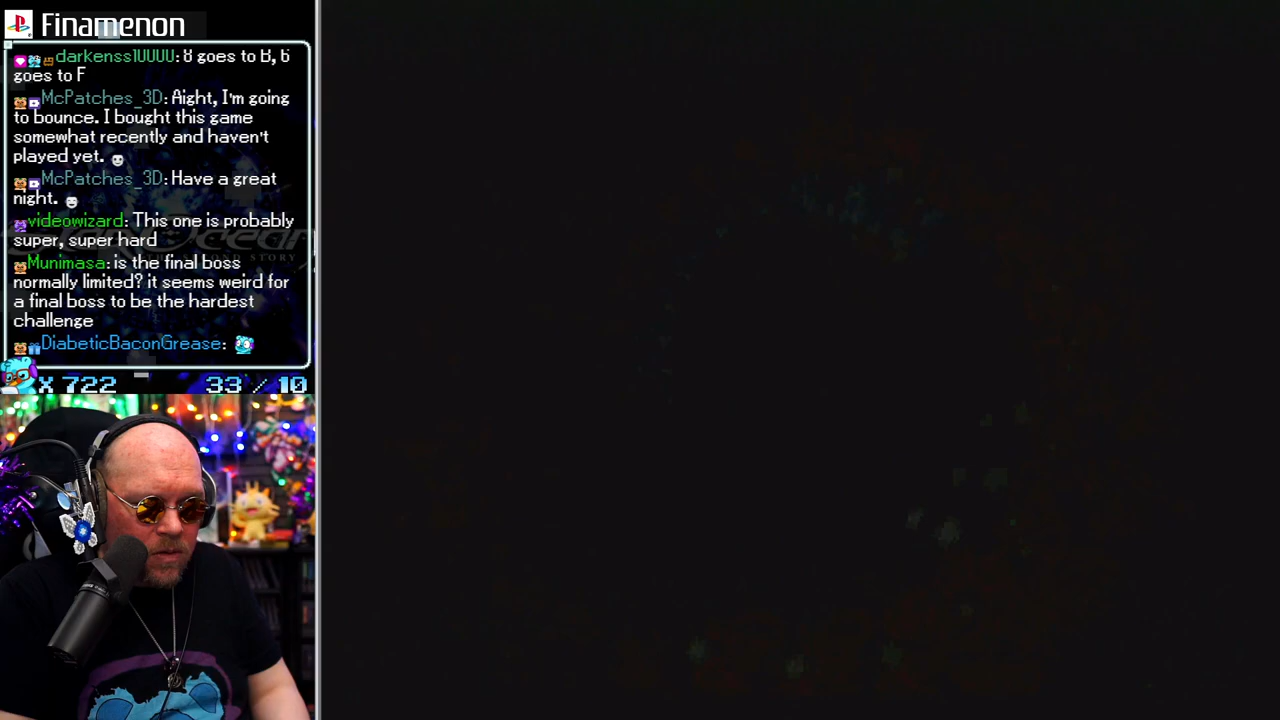 Finamenon
darkenss10000: 8 goes to B, 6
goes to F
McPatches_3D: Aight, I'm going
to bounce. I bought this game
somewhat recently and haven't
played yet.
McPatches_3D: Have a great
night.
videowizard: This one is probably
super, super hard
Munimasa: is the final boss
normally limited? it seems weird for
a final boss to be the hardest
challenge
DiabeticBaconGrease:
X 722 33 / 10